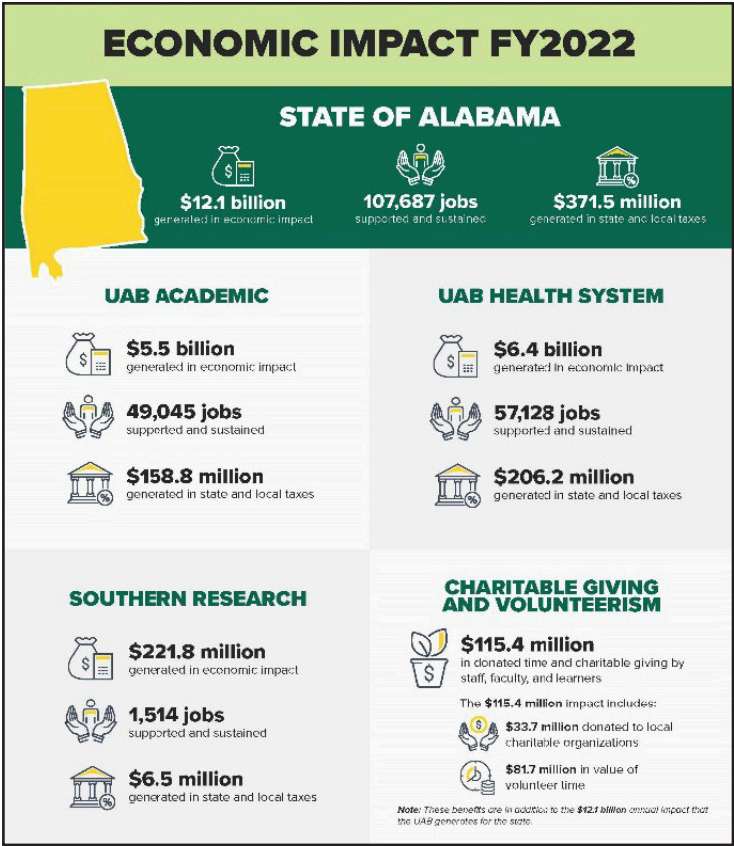 ECONOMIC IMPACT FY2022
STATE OF ALABAMA
$12.1 billion
generated in economic impact
107,687 jobs
supported and sustained
$371.5 million
generated in state and local taxes
UAB ACADEMIC
$5.5 billion
generated in economic impact
49,045 jobs
supported and sustained
$158.8 million
generated in state and local taxes
UAB HEALTH SYSTEM
$6.4 billion
generated in economic impact
57,128 jobs
supported and sustained
$206.2 million
generated in state and local taxes
SOUTHERN RESEARCH
$221.8 million
generated in economic impact
1,514 jobs
supported and sustained
$6.5 million
generated in state and local taxes
CHARITABLE GIVING
AND VOLUNTEERISM
$115.4 million
in donated time and charitable giving by
staff, faculty, and learners
The $115.4 million impact includes:
$33.7 million donated to local
charitable organizations
$81.7 million in value of
volunteer time
Note: These benefits are in addition to the $12.1 billion annual impact that
the UAB generates for the state.